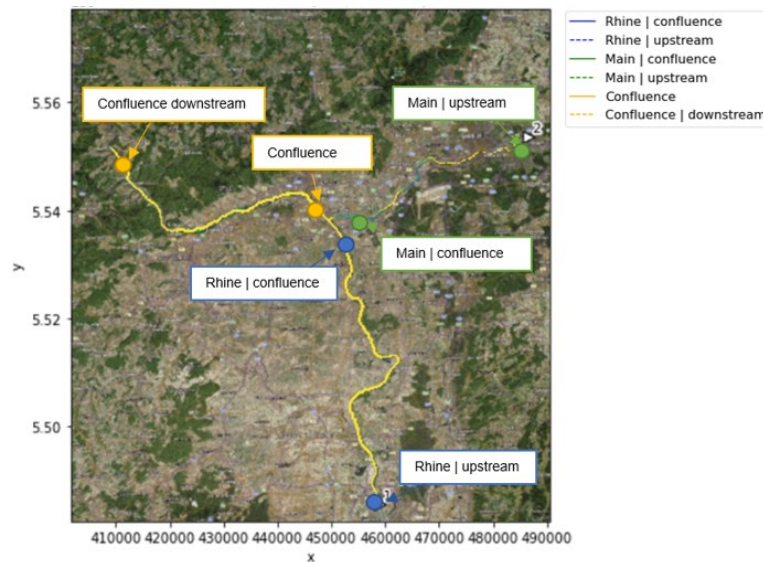 Rhine | confluence
Rhine | upstream
Main | confluence
Main | upstream
Confluence
Confluence | downstream
Confluence downstream
Main | upstream
2
Confluence
Main | confluence
Rhine | confluence
Rhine | upstream
1
5.56
5.54
5.52
5.50
y
410000 420000 430000 440000 450000 460000 470000 480000 490000
x